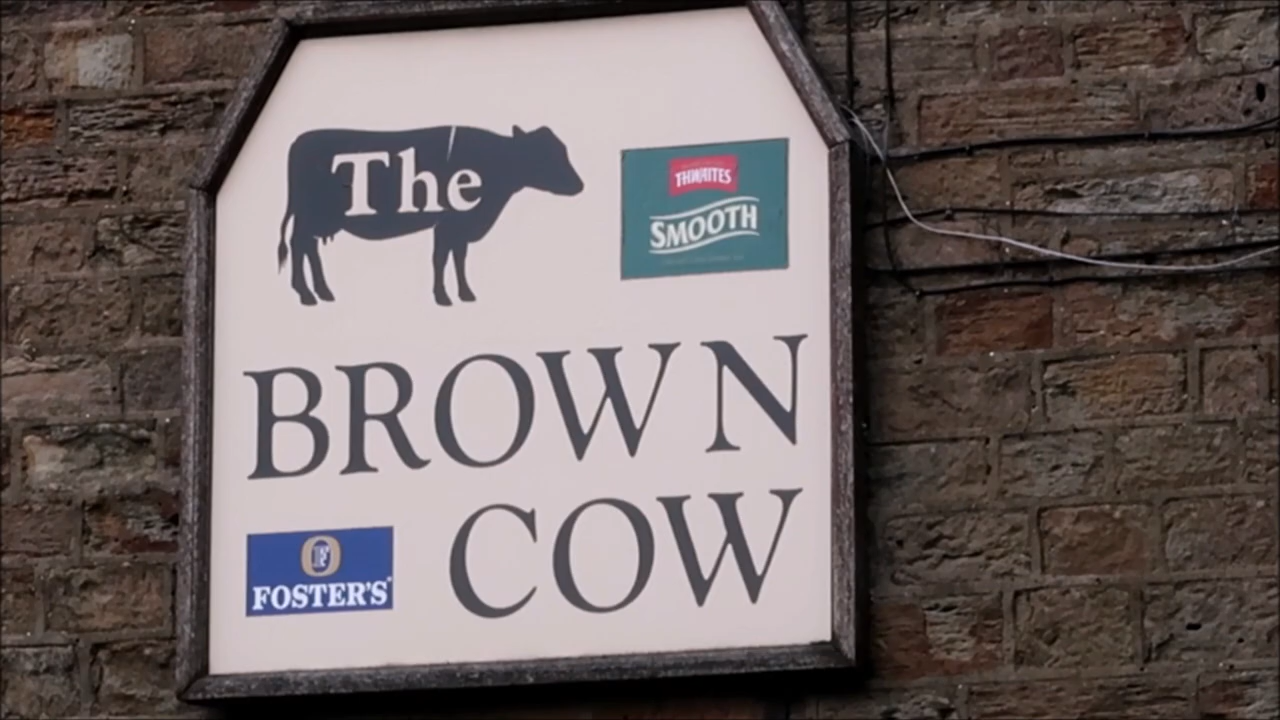 The
THWAITES
SMOOTH
BROWN
COW
F
FOSTER'S